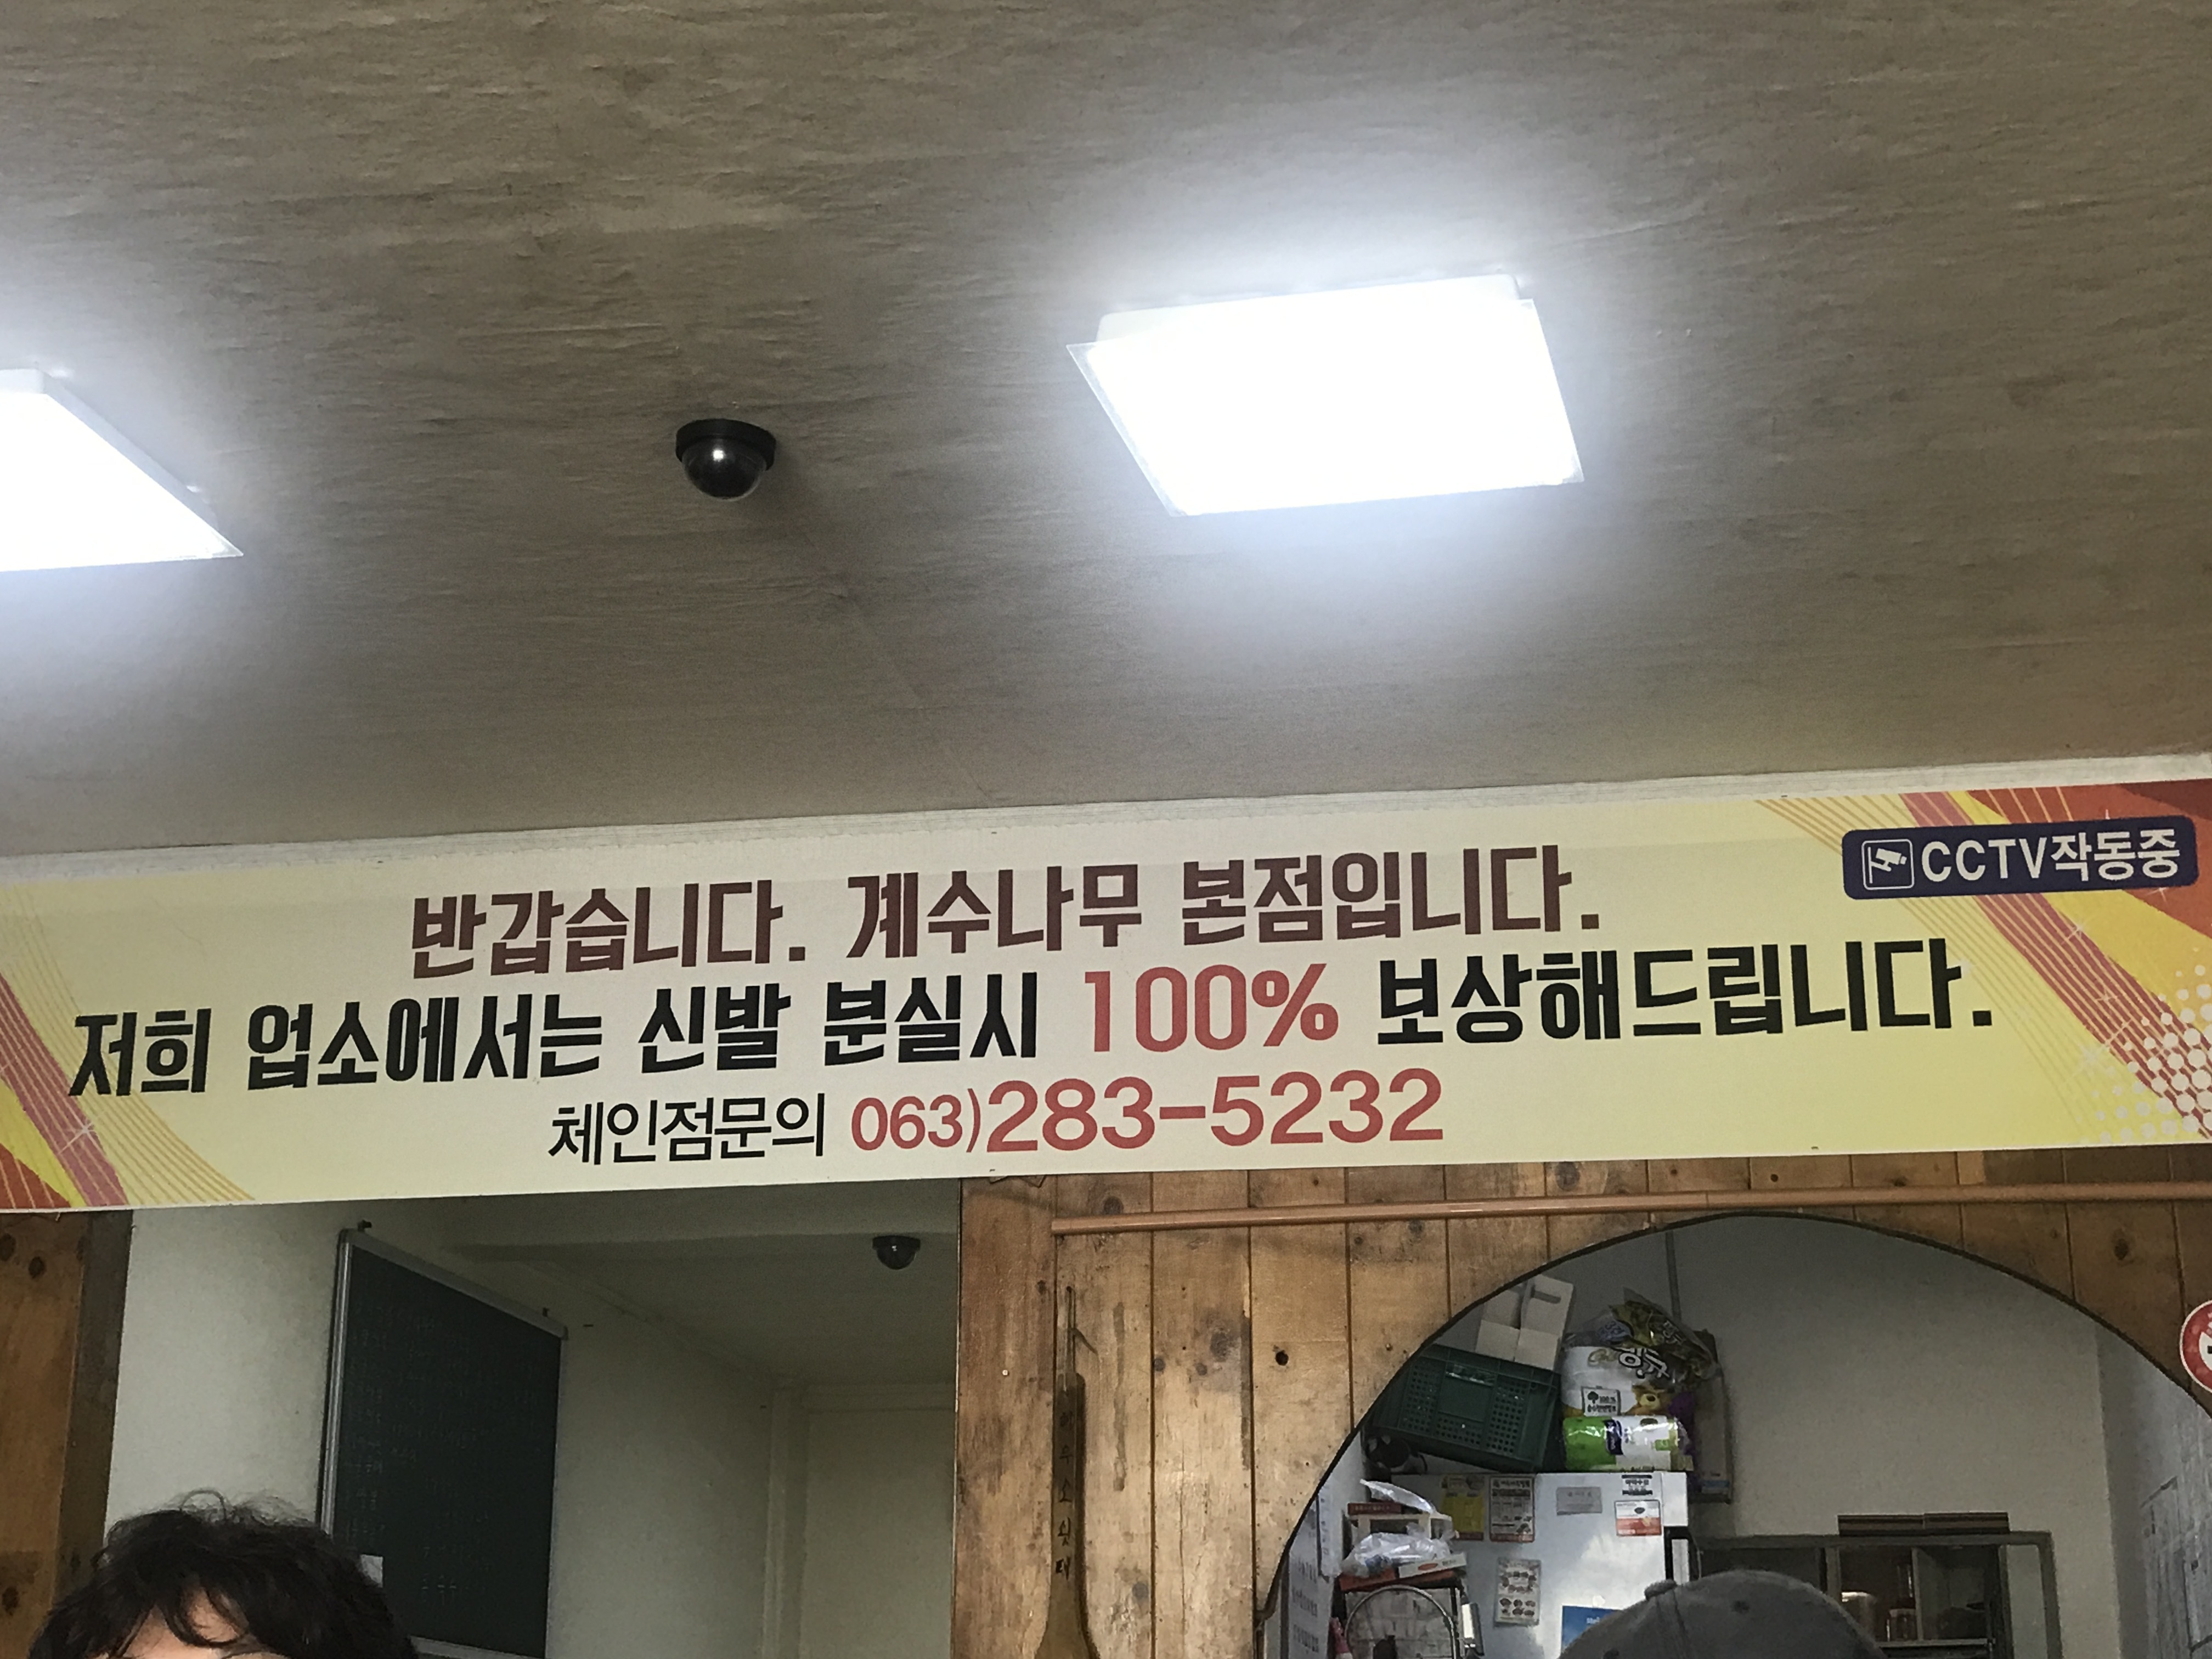 CCTV작동중
반갑습니다. 계수나무 본점입니다.
저희 업소에서는 신발 분실시 100% 보상해드립니다.
체인점문의 063)283-5232